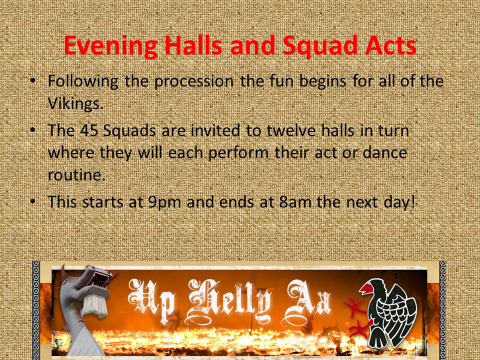 Evening Halls and Squad Acts
• Following the procession the fun begins for all of the
Vikings.
• The 45 Squads are invited to twelve halls in turn
where they will each perform their act or dance
routine.
• This starts at 9pm and ends at 8am the next day!
Up Helly Aa